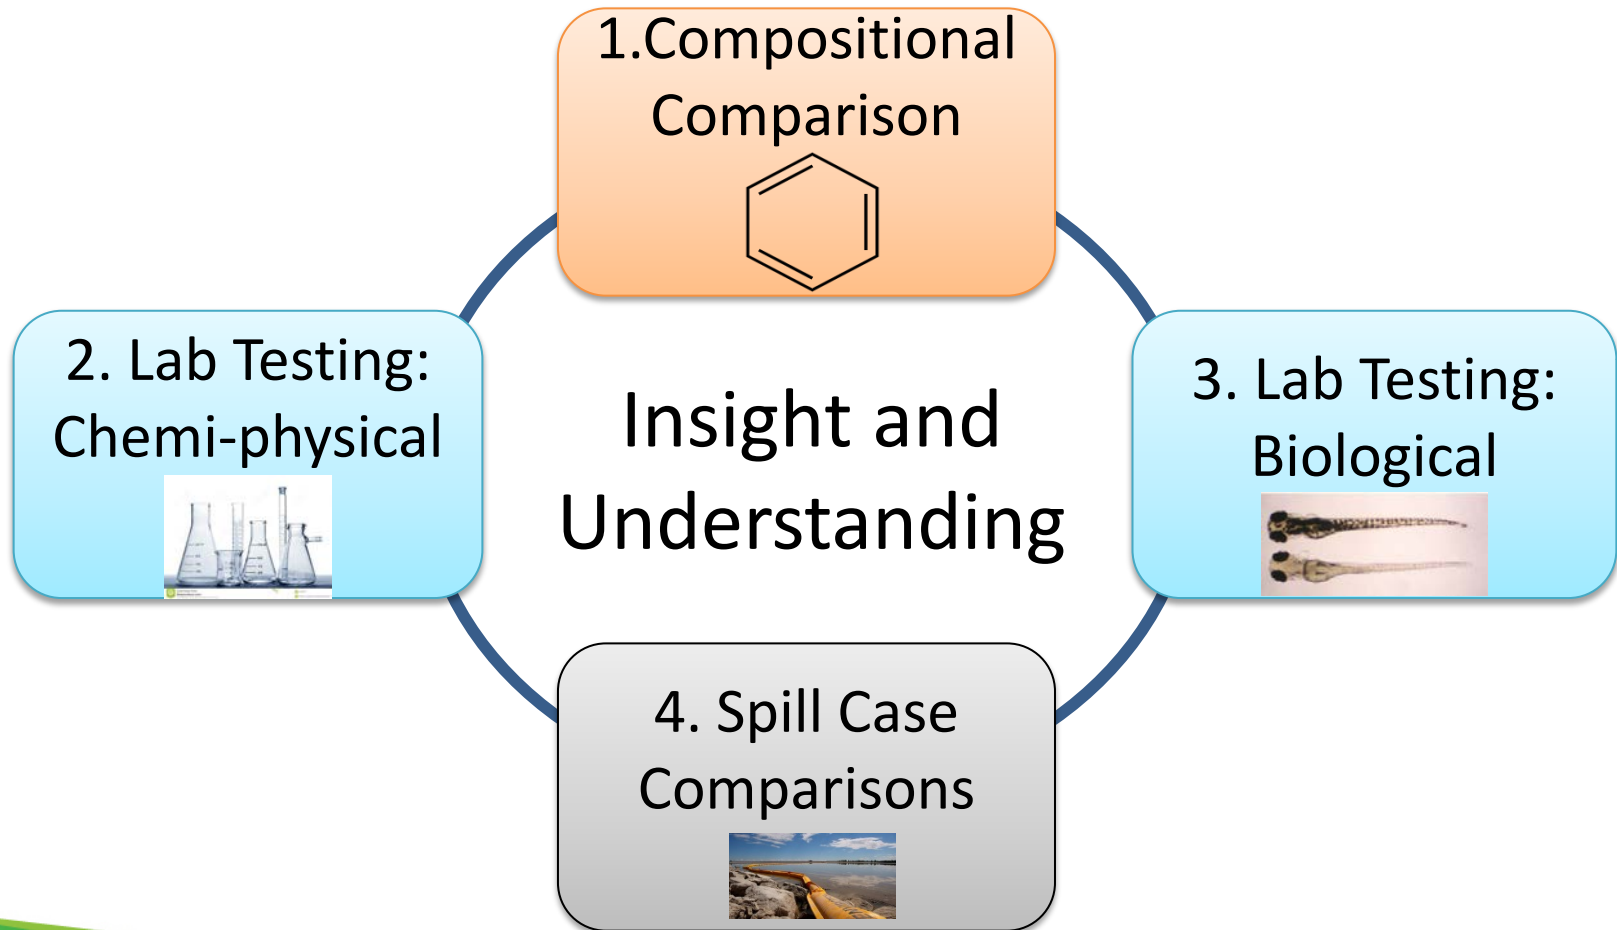 1.Compositional
Comparison
2. Lab Testing:
Chemi-physical
Insight and
Understanding
3. Lab Testing:
Biological
4. Spill Case
Comparisons